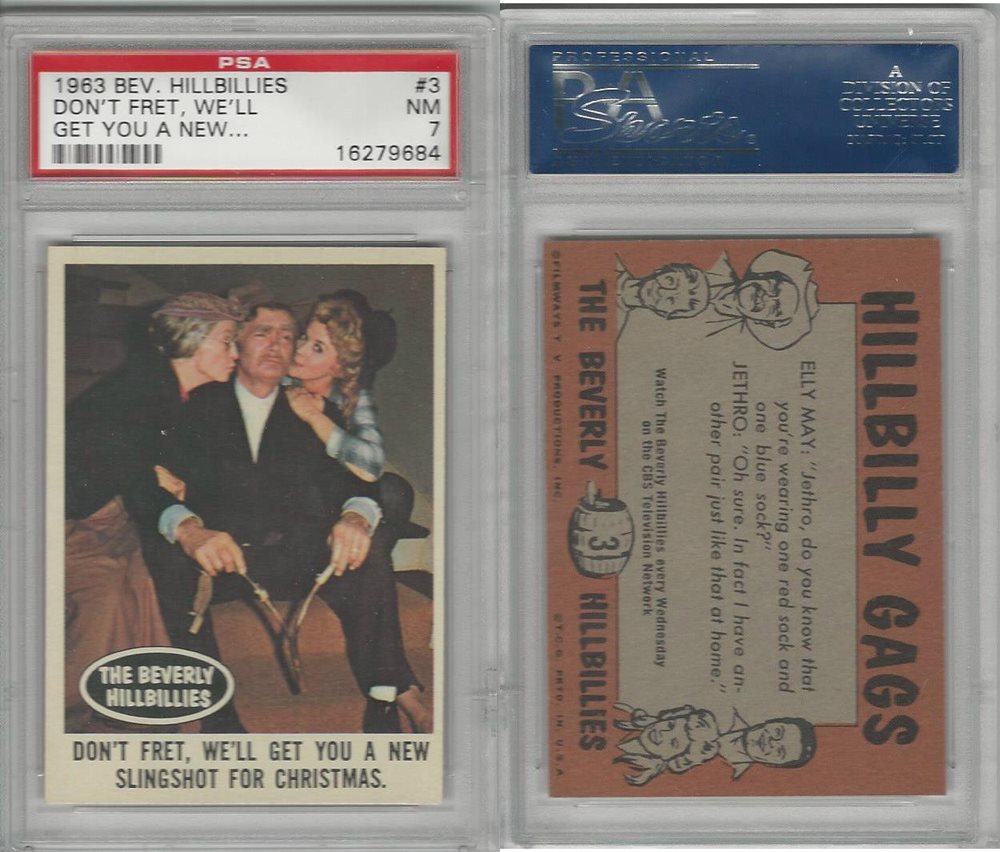 PSA
1963 BEV. HILLBILLIES #3
DON'T FRET, WE'LL NM
GET YOU A NEW... 7
16279684
THE BEVERLY
HILLBILLIES
DON'T FRET, WE'LL GET YOU A NEW
SLINGSHOT FOR CHRISTMAS.
PROFESSIONAL
PSA
Sports
A
DIVISION OF
COLLECTORS
UNIVERSE
HILLBILLY GAGS
ELLY MAY: "Jethro, do you know that
you're wearing one red sock and
one blue sock?"
JETHRO: "Oh sure. In fact I have an-
other pair just like that at home."
Watch The Beverly Hillbillies every Wednesday
on the CBS Television Network
THE BEVERLY 3 HILLBILLIES
©FILMWAYS T. V. PRODUCTIONS, INC. ©T.C.G. PRTD. IN U.S.A.